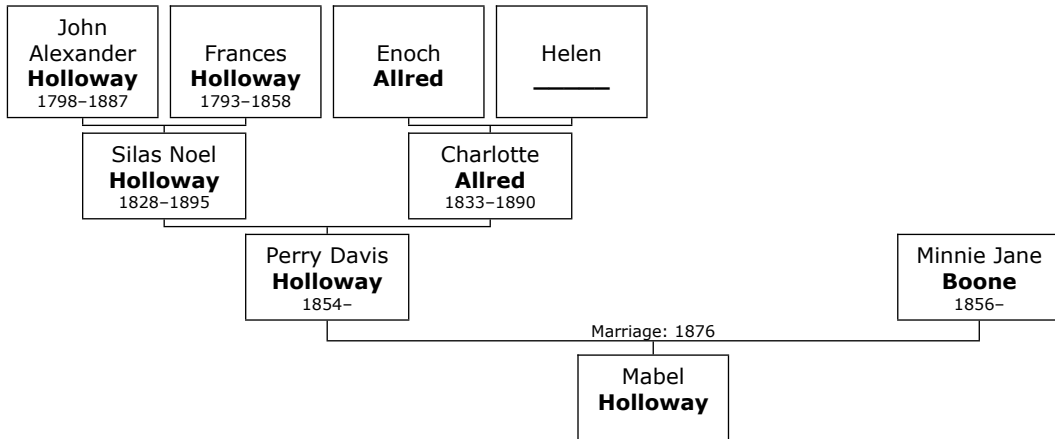 John
Alexander
Holloway
1798–1887
Frances
Holloway
1793–1858
Enoch
Allred
Helen
_____
Silas Noel
Holloway
1828–1895
Charlotte
Allred
1833–1890
Perry Davis
Holloway
1854–
Minnie Jane
Boone
1856–
Marriage: 1876
Mabel
Holloway